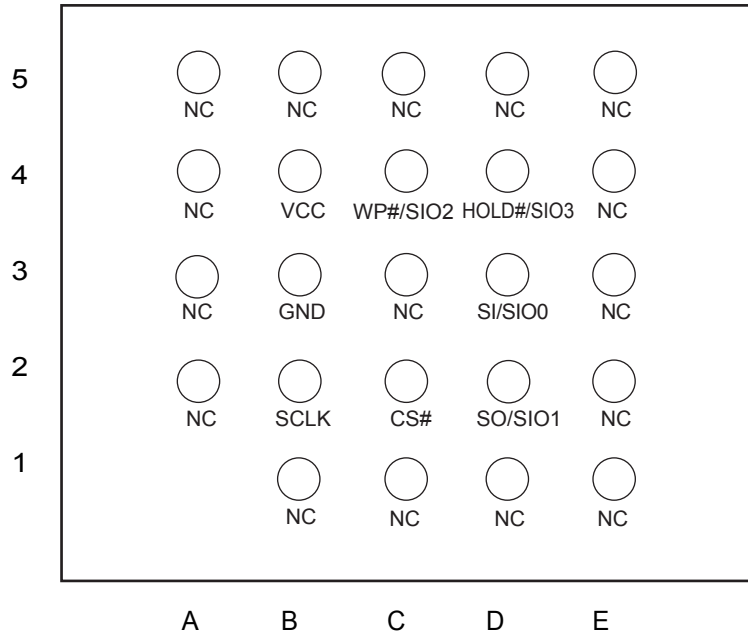 5
NC NC NC NC NC
4
NC VCC WP#/SIO2 HOLD#/SIO3 NC
3
NC GND NC SI/SIO0 NC
2
NC SCLK CS# SO/SIO1 NC
1
NC NC NC NC
A B C D E